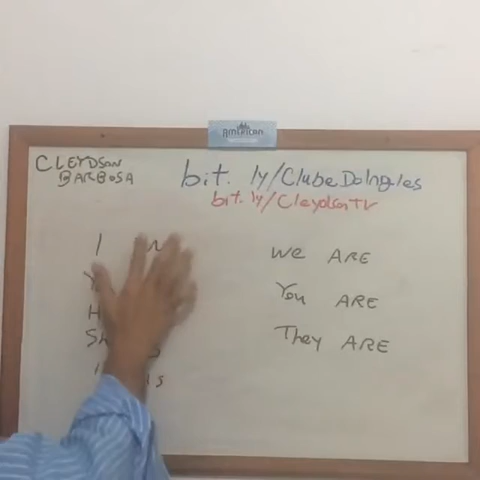 American
CLEYDSON
BARBOSA
bit. ly/ClubeDoIngles
bit. ly/CleydsonTV
I
We ARE
You ARE
H
Sh
They ARE
is